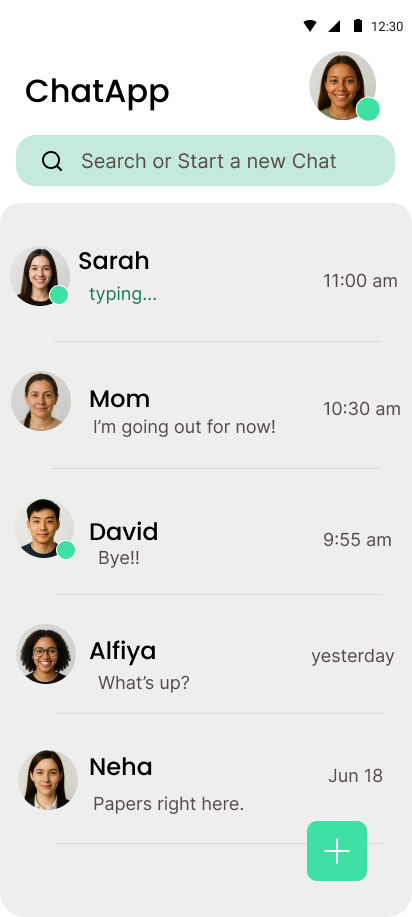 12:30
ChatApp
Search or Start a new Chat
Sarah
typing...
11:00 am
Mom
I’m going out for now!
10:30 am
David
Bye!!
9:55 am
Alfiya
What’s up?
yesterday
Neha
Papers right here.
Jun 18